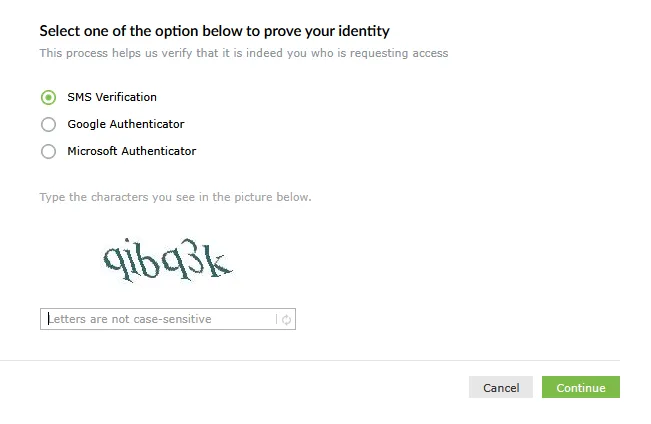 Select one of the option below to prove your identity
This process helps us verify that it is indeed you who is requesting access
SMS Verification
Google Authenticator
Microsoft Authenticator
Type the characters you see in the picture below.
Letters are not case-sensitive
Cancel
Continue